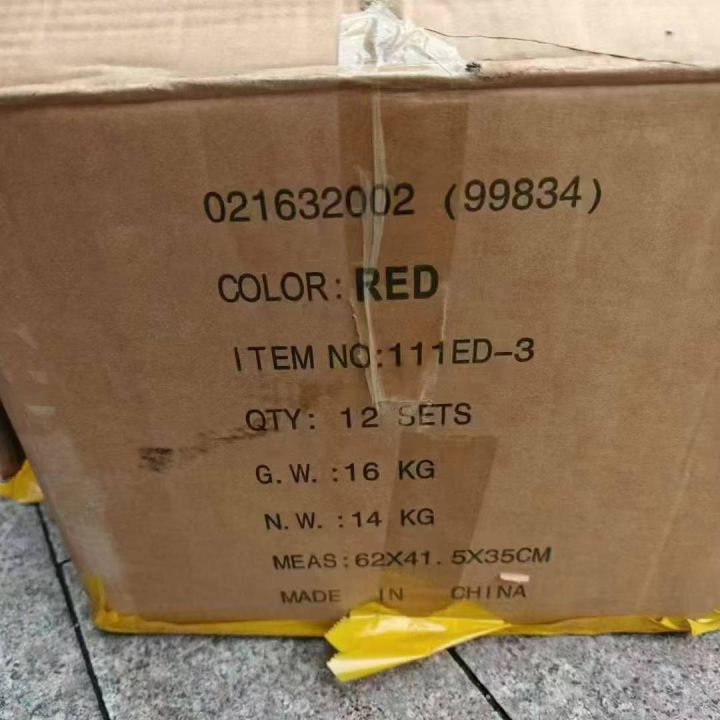 021632002 (99834)
COLOR: RED
ITEM NO:111ED-3
QTY: 12 SETS
G.W.:16 KG
N.W.:14 KG
MEAS:62X41.5X35CM
MADE IN CHINA